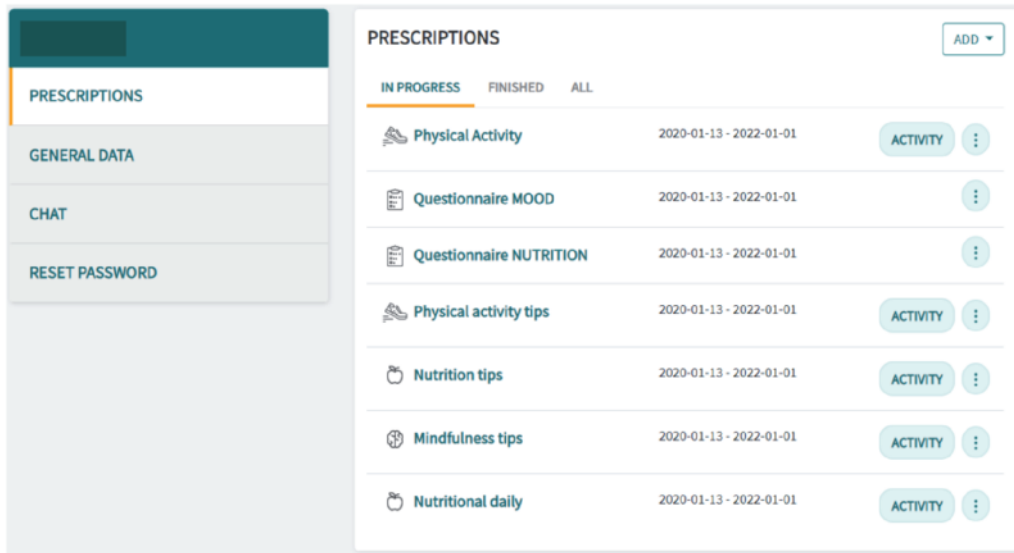 PRESCRIPTIONS
GENERAL DATA
CHAT
RESET PASSWORD
PRESCRIPTIONS
ADD
IN PROGRESS FINISHED ALL
Physical Activity 2020-01-13 - 2022-01-01 ACTIVITY
Questionnaire MOOD 2020-01-13 - 2022-01-01
Questionnaire NUTRITION 2020-01-13 - 2022-01-01
Physical activity tips 2020-01-13 - 2022-01-01 ACTIVITY
Nutrition tips 2020-01-13 - 2022-01-01 ACTIVITY
Mindfulness tips 2020-01-13 - 2022-01-01 ACTIVITY
Nutritional daily 2020-01-13 - 2022-01-01 ACTIVITY